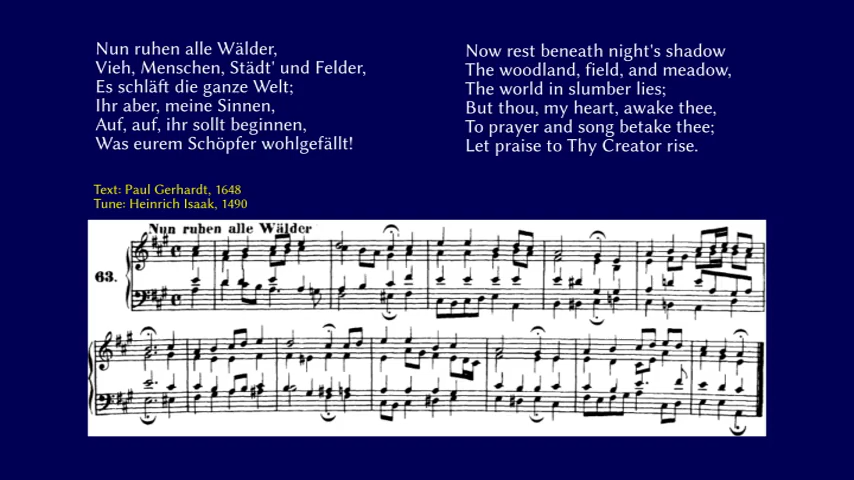 Nun ruhen alle Wälder,
Vieh, Menschen, Städt' und Felder,
Es schläft die ganze Welt;
Ihr aber, meine Sinnen,
Auf, auf, ihr sollt beginnen,
Was eurem Schöpfer wohlgefällt!
Now rest beneath night's shadow
The woodland, field, and meadow,
The world in slumber lies;
But thou, my heart, awake thee,
To prayer and song betake thee;
Let praise to Thy Creator rise.
Text: Paul Gerhardt, 1648
Tune: Heinrich Isaak, 1490
Nun ruhen alle Wälder
63.